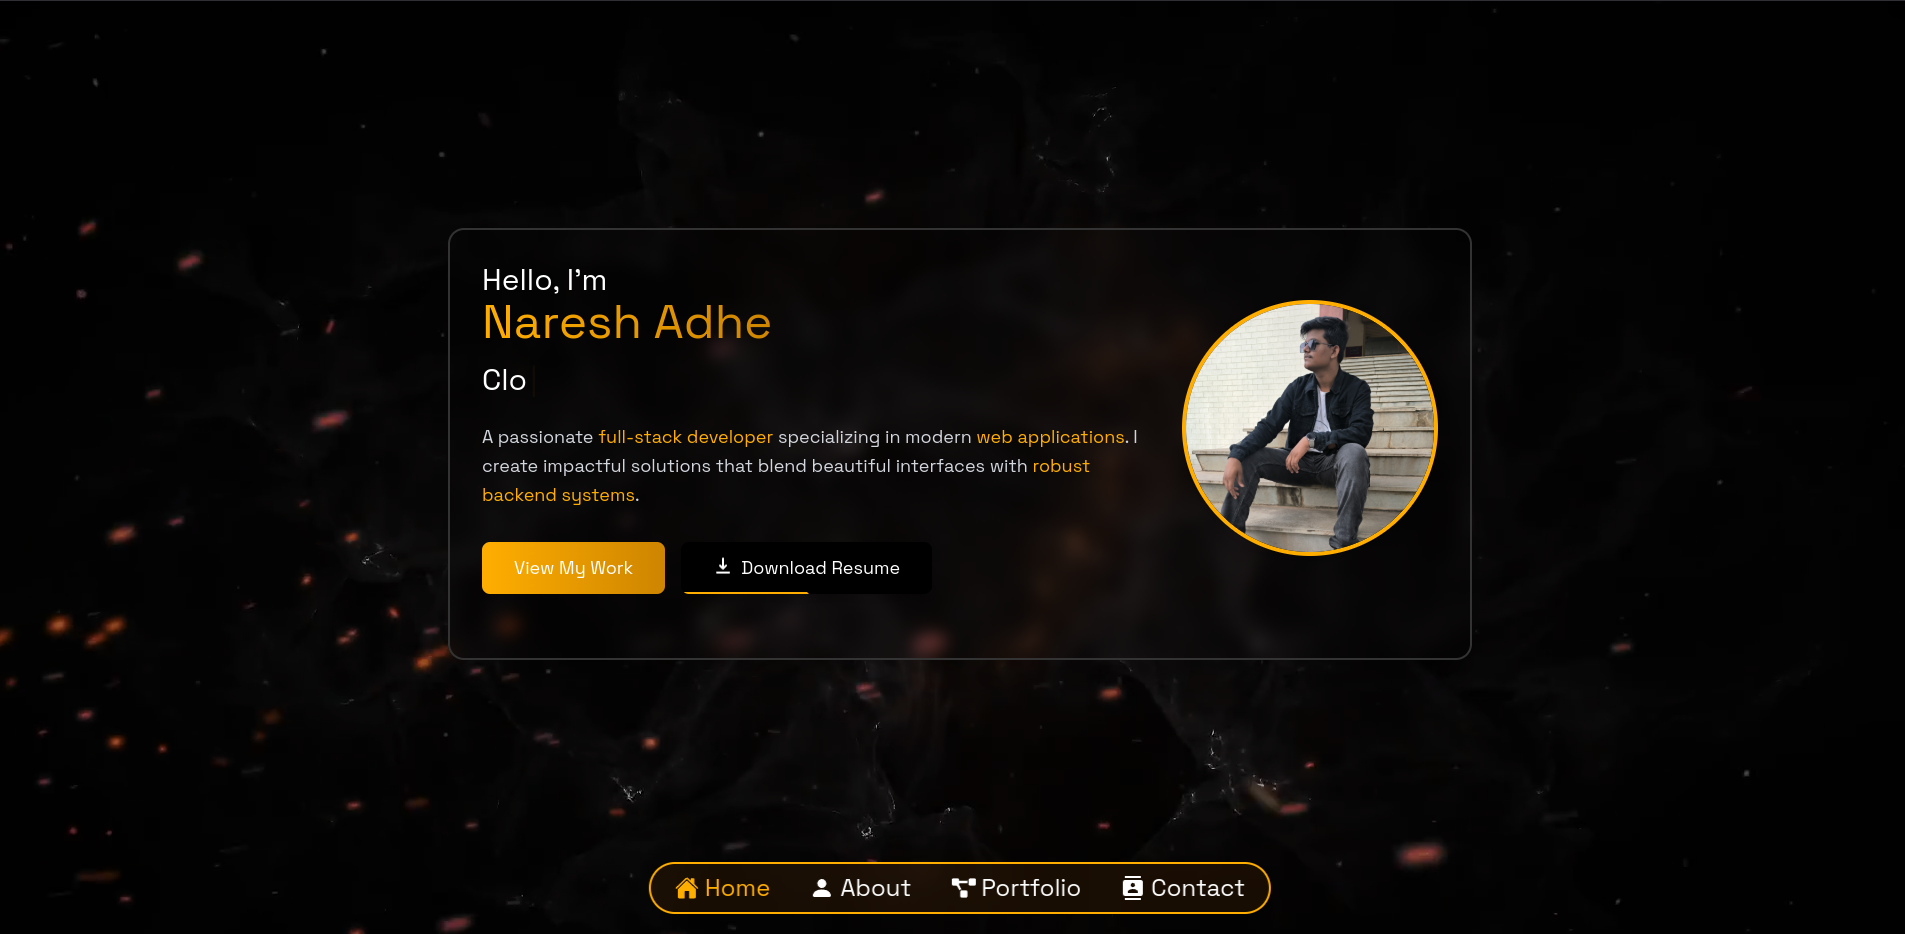 Hello, I'm
Naresh Adhe
Clo
A passionate full-stack developer specializing in modern web applications. I
create impactful solutions that blend beautiful interfaces with robust
backend systems.
View My Work
Download Resume
Home
About
Portfolio
Contact